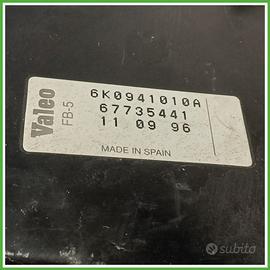 Valeo
FB-5
6K0941010A
67735441
11 09 96
MADE IN SPAIN
subito